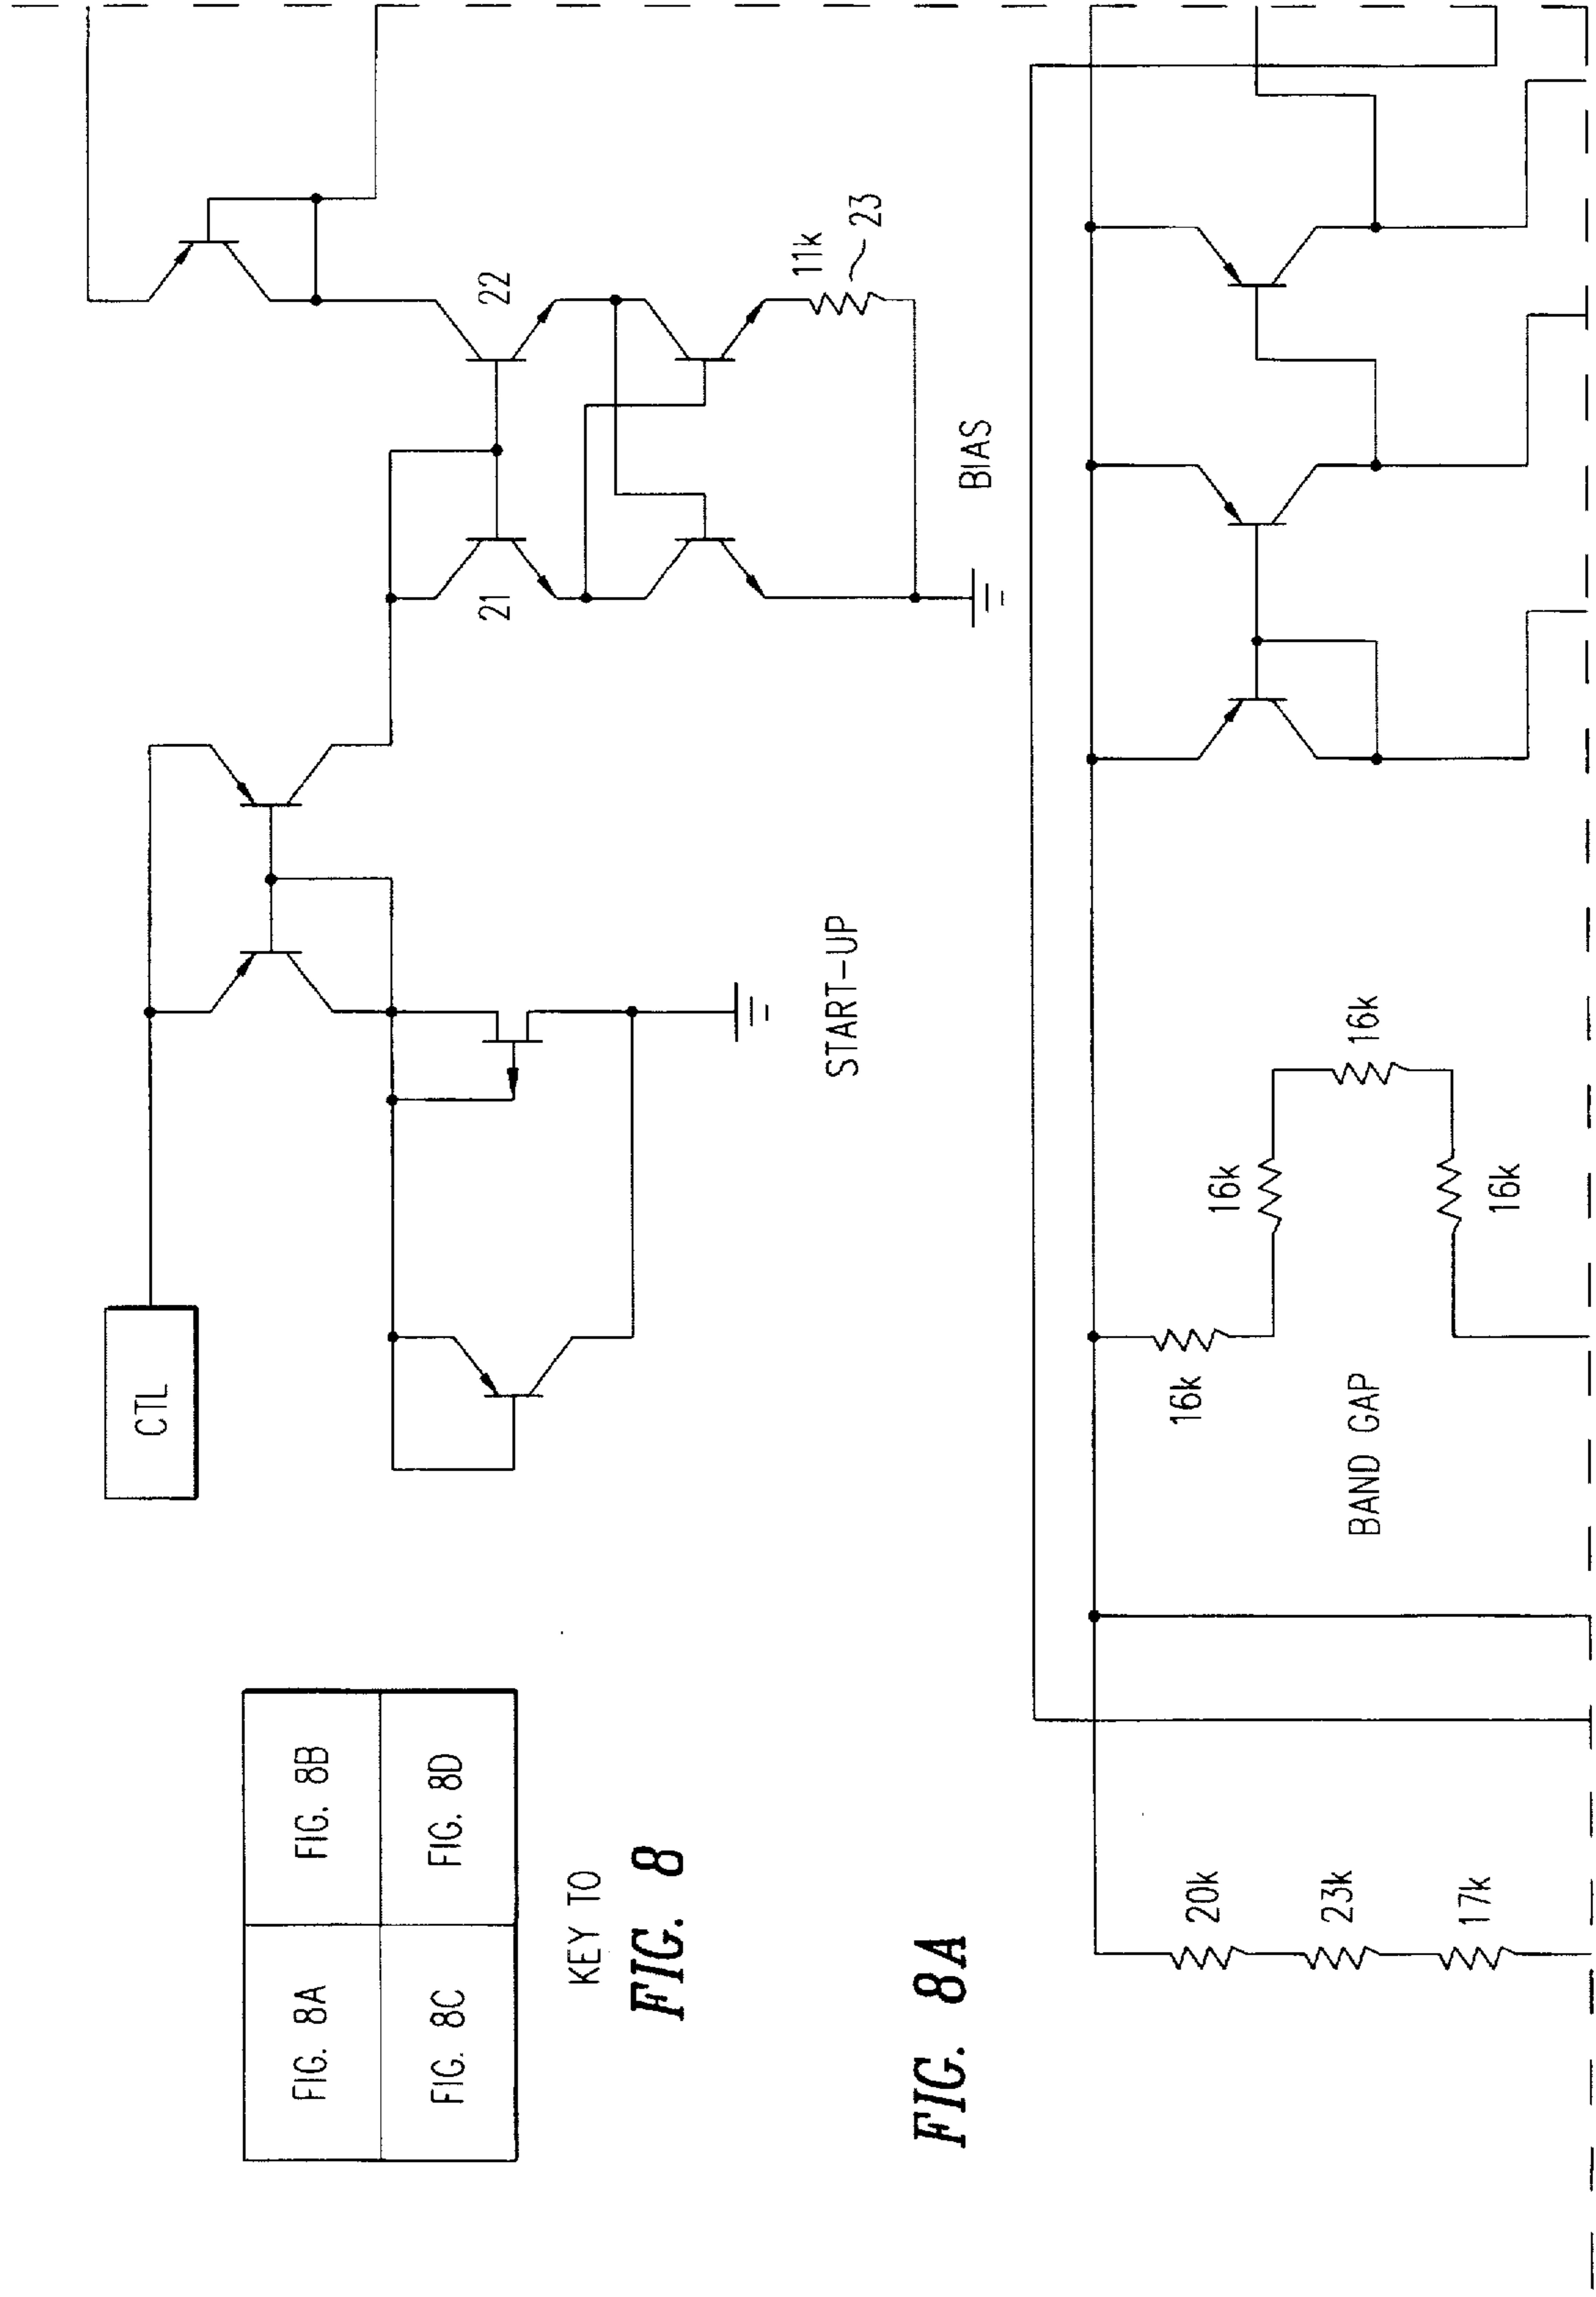 FIG. 8A
FIG. 8B
FIG. 8C
FIG. 8D
KEY TO
FIG. 8
FIG. 8A
CTL
START-UP
21
22
11k
23
BIAS
20k
23k
17k
BAND GAP
16k
16k
16k
16k